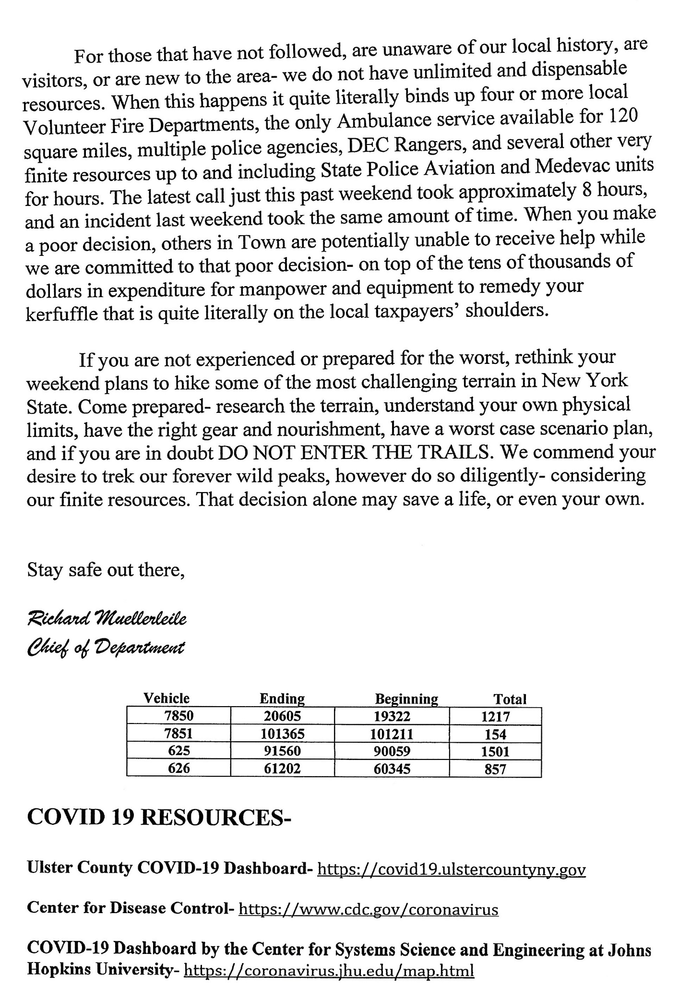 For those that have not followed, are unaware of our local history, are
visitors, or are new to the area- we do not have unlimited and dispensable
resources. When this happens it quite literally binds up four or more local
Volunteer Fire Departments, the only Ambulance service available for 120
square miles, multiple police agencies, DEC Rangers, and several other very
finite resources up to and including State Police Aviation and Medevac units
for hours. The latest call just this past weekend took approximately 8 hours,
and an incident last weekend took the same amount of time. When you make
a poor decision, others in Town are potentially unable to receive help while
we are committed to that poor decision- on top of the tens of thousands of
dollars in expenditure for manpower and equipment to remedy your
kerfuffle that is quite literally on the local taxpayers’ shoulders.
If you are not experienced or prepared for the worst, rethink your
weekend plans to hike some of the most challenging terrain in New York
State. Come prepared- research the terrain, understand your own physical
limits, have the right gear and nourishment, have a worst case scenario plan,
and if you are in doubt DO NOT ENTER THE TRAILS. We commend your
desire to trek our forever wild peaks, however do so diligently- considering
our finite resources. That decision alone may save a life, or even your own.
Stay safe out there,
Richard Muellerleile
Chief of Department
Vehicle Ending Beginning Total
7850 20605 19322 1217
7851 101365 101211 154
625 91560 90059 1501
626 61202 60345 857
COVID 19 RESOURCES-
Ulster County COVID-19 Dashboard- https://covid19.ulstercountyny.gov
Center for Disease Control- https://www.cdc.gov/coronavirus
COVID-19 Dashboard by the Center for Systems Science and Engineering at Johns
Hopkins University- https://coronavirus.jhu.edu/map.html